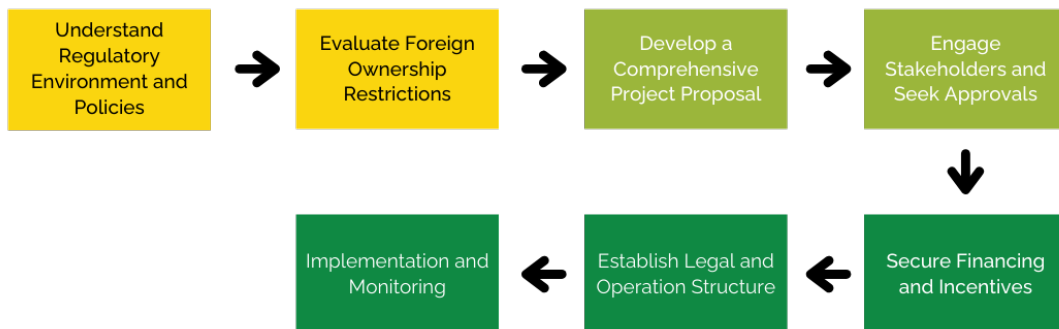 Understand
Regulatory
Environment and
Policies
Evaluate Foreign
Ownership
Restrictions
Develop a
Comprehensive
Project Proposal
Engage
Stakeholders and
Seek Approvals
Secure Financing
and Incentives
Establish Legal and
Operation Structure
Implementation and
Monitoring